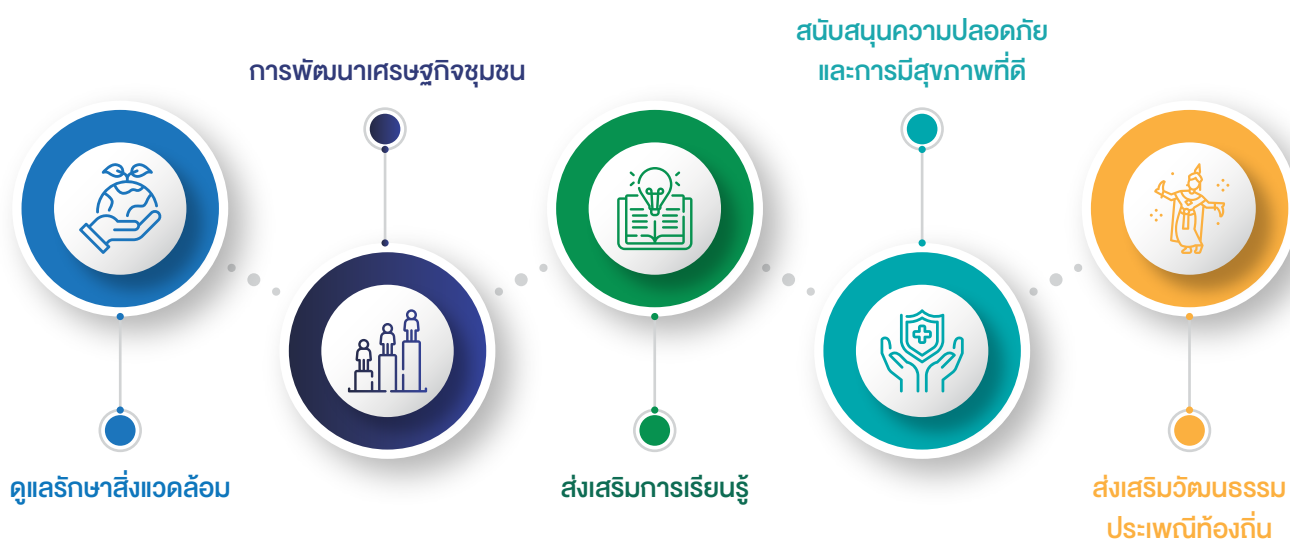 ดูแลรักษาสิ่งแวดล้อม
การพัฒนาเศรษฐกิจชุมชน
ส่งเสริมการเรียนรู้
สนับสนุนความปลอดภัย
และการมีสุขภาพที่ดี
ส่งเสริมวัฒนธรรม
ประเพณีท้องถิ่น